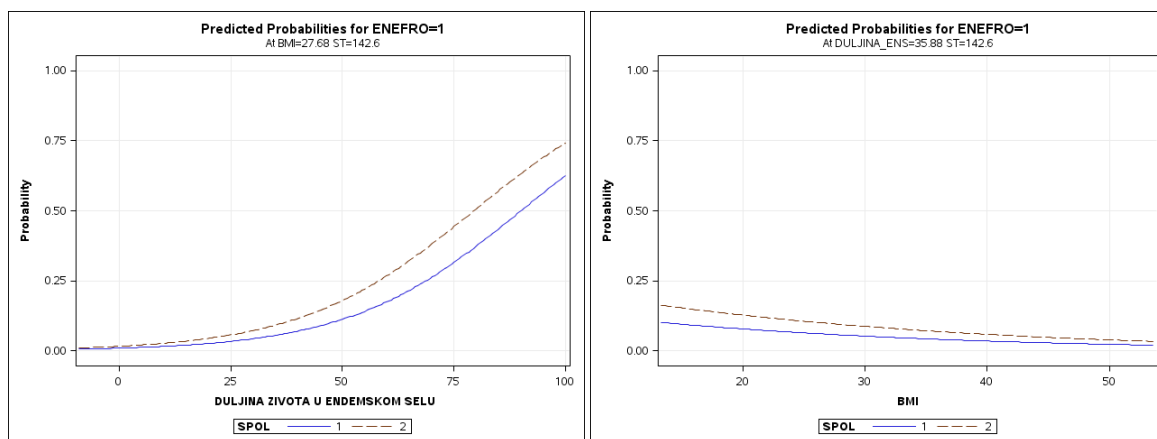 Predicted Probabilities for ENEFRO=1
At BMI=27.68 ST=142.6
1.00
0.75
0.50
0.25
0.00
Probability
0 25 50 75 100
DULJINA ZIVOTA U ENDEMSKOM SELU
SPOL 1 2
Predicted Probabilities for ENEFRO=1
At DULJINA_ENS=35.88 ST=142.6
1.00
0.75
0.50
0.25
0.00
Probability
20 30 40 50
BMI
SPOL 1 2